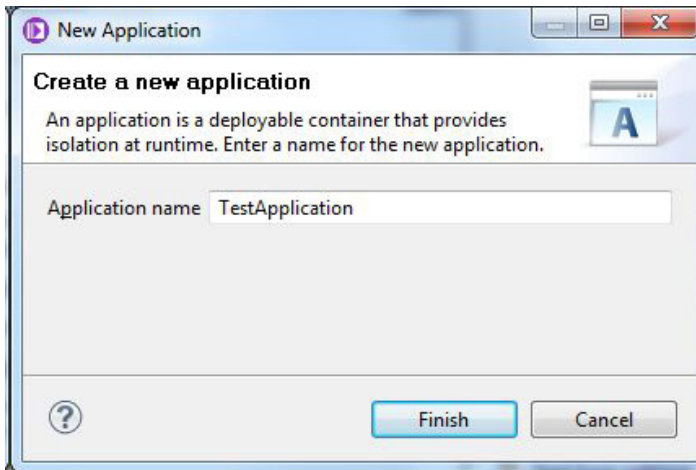 New Application
Create a new application
An application is a deployable container that provides
isolation at runtime. Enter a name for the new application.
A
Application name TestApplication
?
Finish Cancel